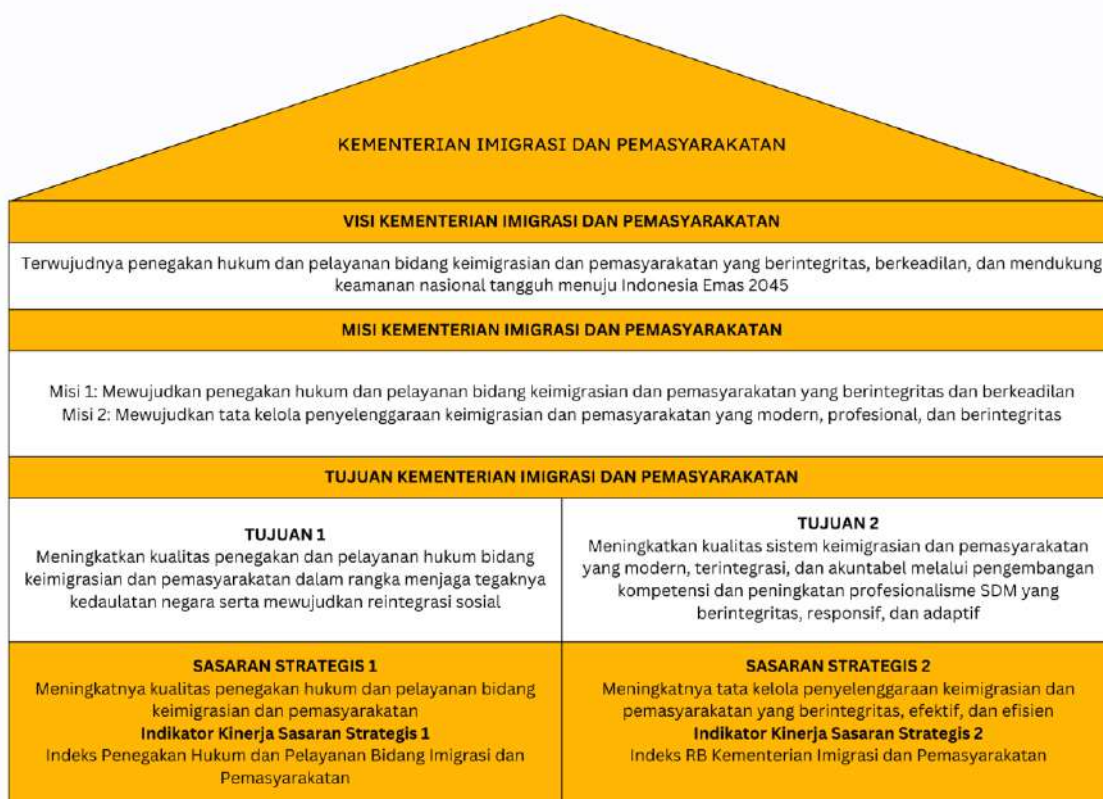 KEMENTERIAN IMIGRASI DAN PEMASYARAKATAN
VISI KEMENTERIAN IMIGRASI DAN PEMASYARAKATAN
Terwujudnya penegakan hukum dan pelayanan bidang keimigrasian dan pemasyarakatan yang berintegritas, berkeadilan, dan mendukung
keamanan nasional tangguh menuju Indonesia Emas 2045
MISI KEMENTERIAN IMIGRASI DAN PEMASYARAKATAN
Misi 1: Mewujudkan penegakan hukum dan pelayanan bidang keimigrasian dan pemasyarakatan yang berintegritas dan berkeadilan
Misi 2: Mewujudkan tata kelola penyelenggaraan keimigrasian dan pemasyarakatan yang modern, profesional, dan berintegritas
TUJUAN KEMENTERIAN IMIGRASI DAN PEMASYARAKATAN
TUJUAN 1
Meningkatkan kualitas penegakan dan pelayanan hukum bidang
keimigrasian dan pemasyarakatan dalam rangka menjaga tegaknya
kedaulatan negara serta mewujudkan reintegrasi sosial
TUJUAN 2
Meningkatkan kualitas sistem keimigrasian dan pemasyarakatan
yang modern, terintegrasi, dan akuntabel melalui pengembangan
kompetensi dan peningkatan profesionalisme SDM yang
berintegritas, responsif, dan adaptif
SASARAN STRATEGIS 1
Meningkatnya kualitas penegakan hukum dan pelayanan bidang
keimigrasian dan pemasyarakatan
Indikator Kinerja Sasaran Strategis 1
Indeks Penegakan Hukum dan Pelayanan Bidang Imigrasi dan
Pemasyarakatan
SASARAN STRATEGIS 2
Meningkatnya tata kelola penyelenggaraan keimigrasian dan
pemasyarakatan yang berintegritas, efektif, dan efisien
Indikator Kinerja Sasaran Strategis 2
Indeks RB Kementerian Imigrasi dan Pemasyarakatan